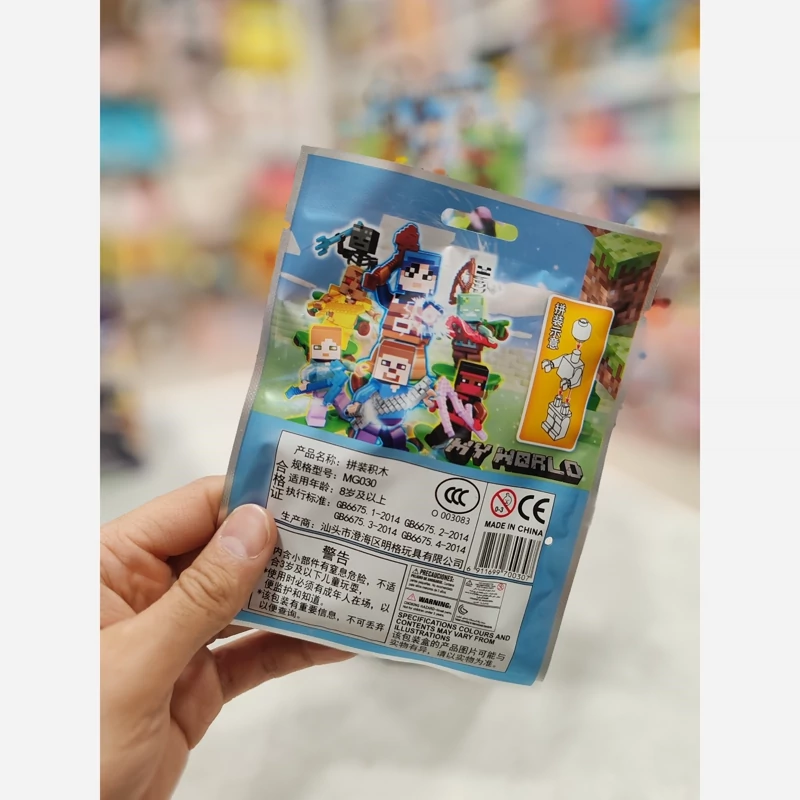 拼装示意
MY WORLD
产品名称：拼装积木
规格型号：MG030
适用年龄：8岁及以上
执行标准：GB6675.1-2014 GB6675.2-2014
GB6675.3-2014 GB6675.4-2014
生产商：汕头市澄海区明格玩具有限公司
合格证
CCC
O 003083
0-3
CE
MADE IN CHINA
6 911699 700307
警告
内含小部件有窒息危险，不适
合3岁及以下儿童玩耍，
*使用时必须有成年人在场，以
便监护和知道
*该包装有重要信息，不可丢弃
以便查询。
PRECAUCIONES:
WARNING:
SPECIFICATIONS COLOURS AND
CONTENTS MAY VARY FROM
ILLUSTRATIONS
该包装盒的产品图片可能与
实物有异，请以实物为准。